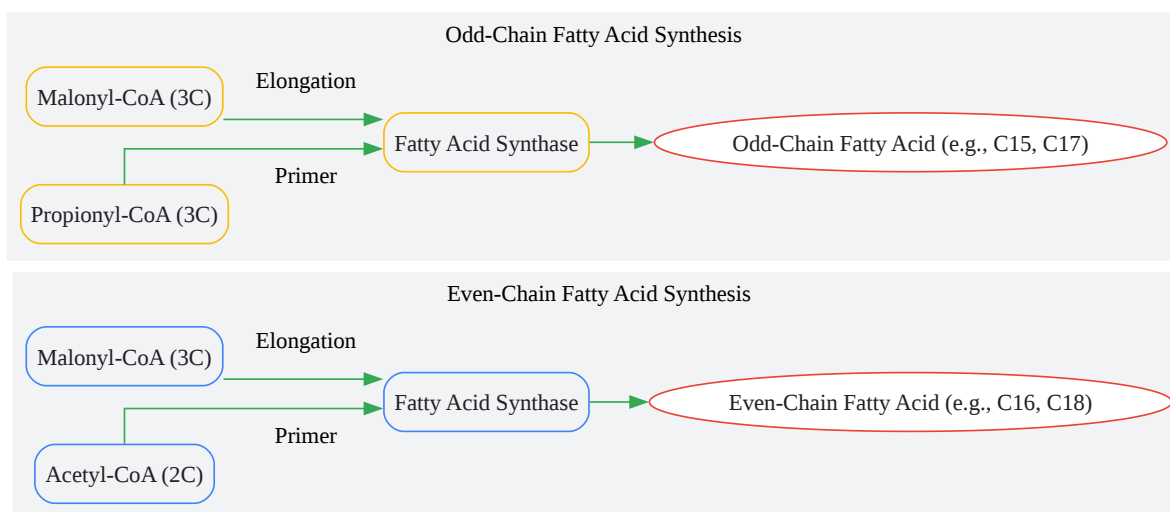 Odd-Chain Fatty Acid Synthesis
Elongation
Malonyl-CoA (3C)
Fatty Acid Synthase
Odd-Chain Fatty Acid (e.g., C15, C17)
Primer
Propionyl-CoA (3C)
Even-Chain Fatty Acid Synthesis
Elongation
Malonyl-CoA (3C)
Fatty Acid Synthase
Even-Chain Fatty Acid (e.g., C16, C18)
Primer
Acetyl-CoA (2C)